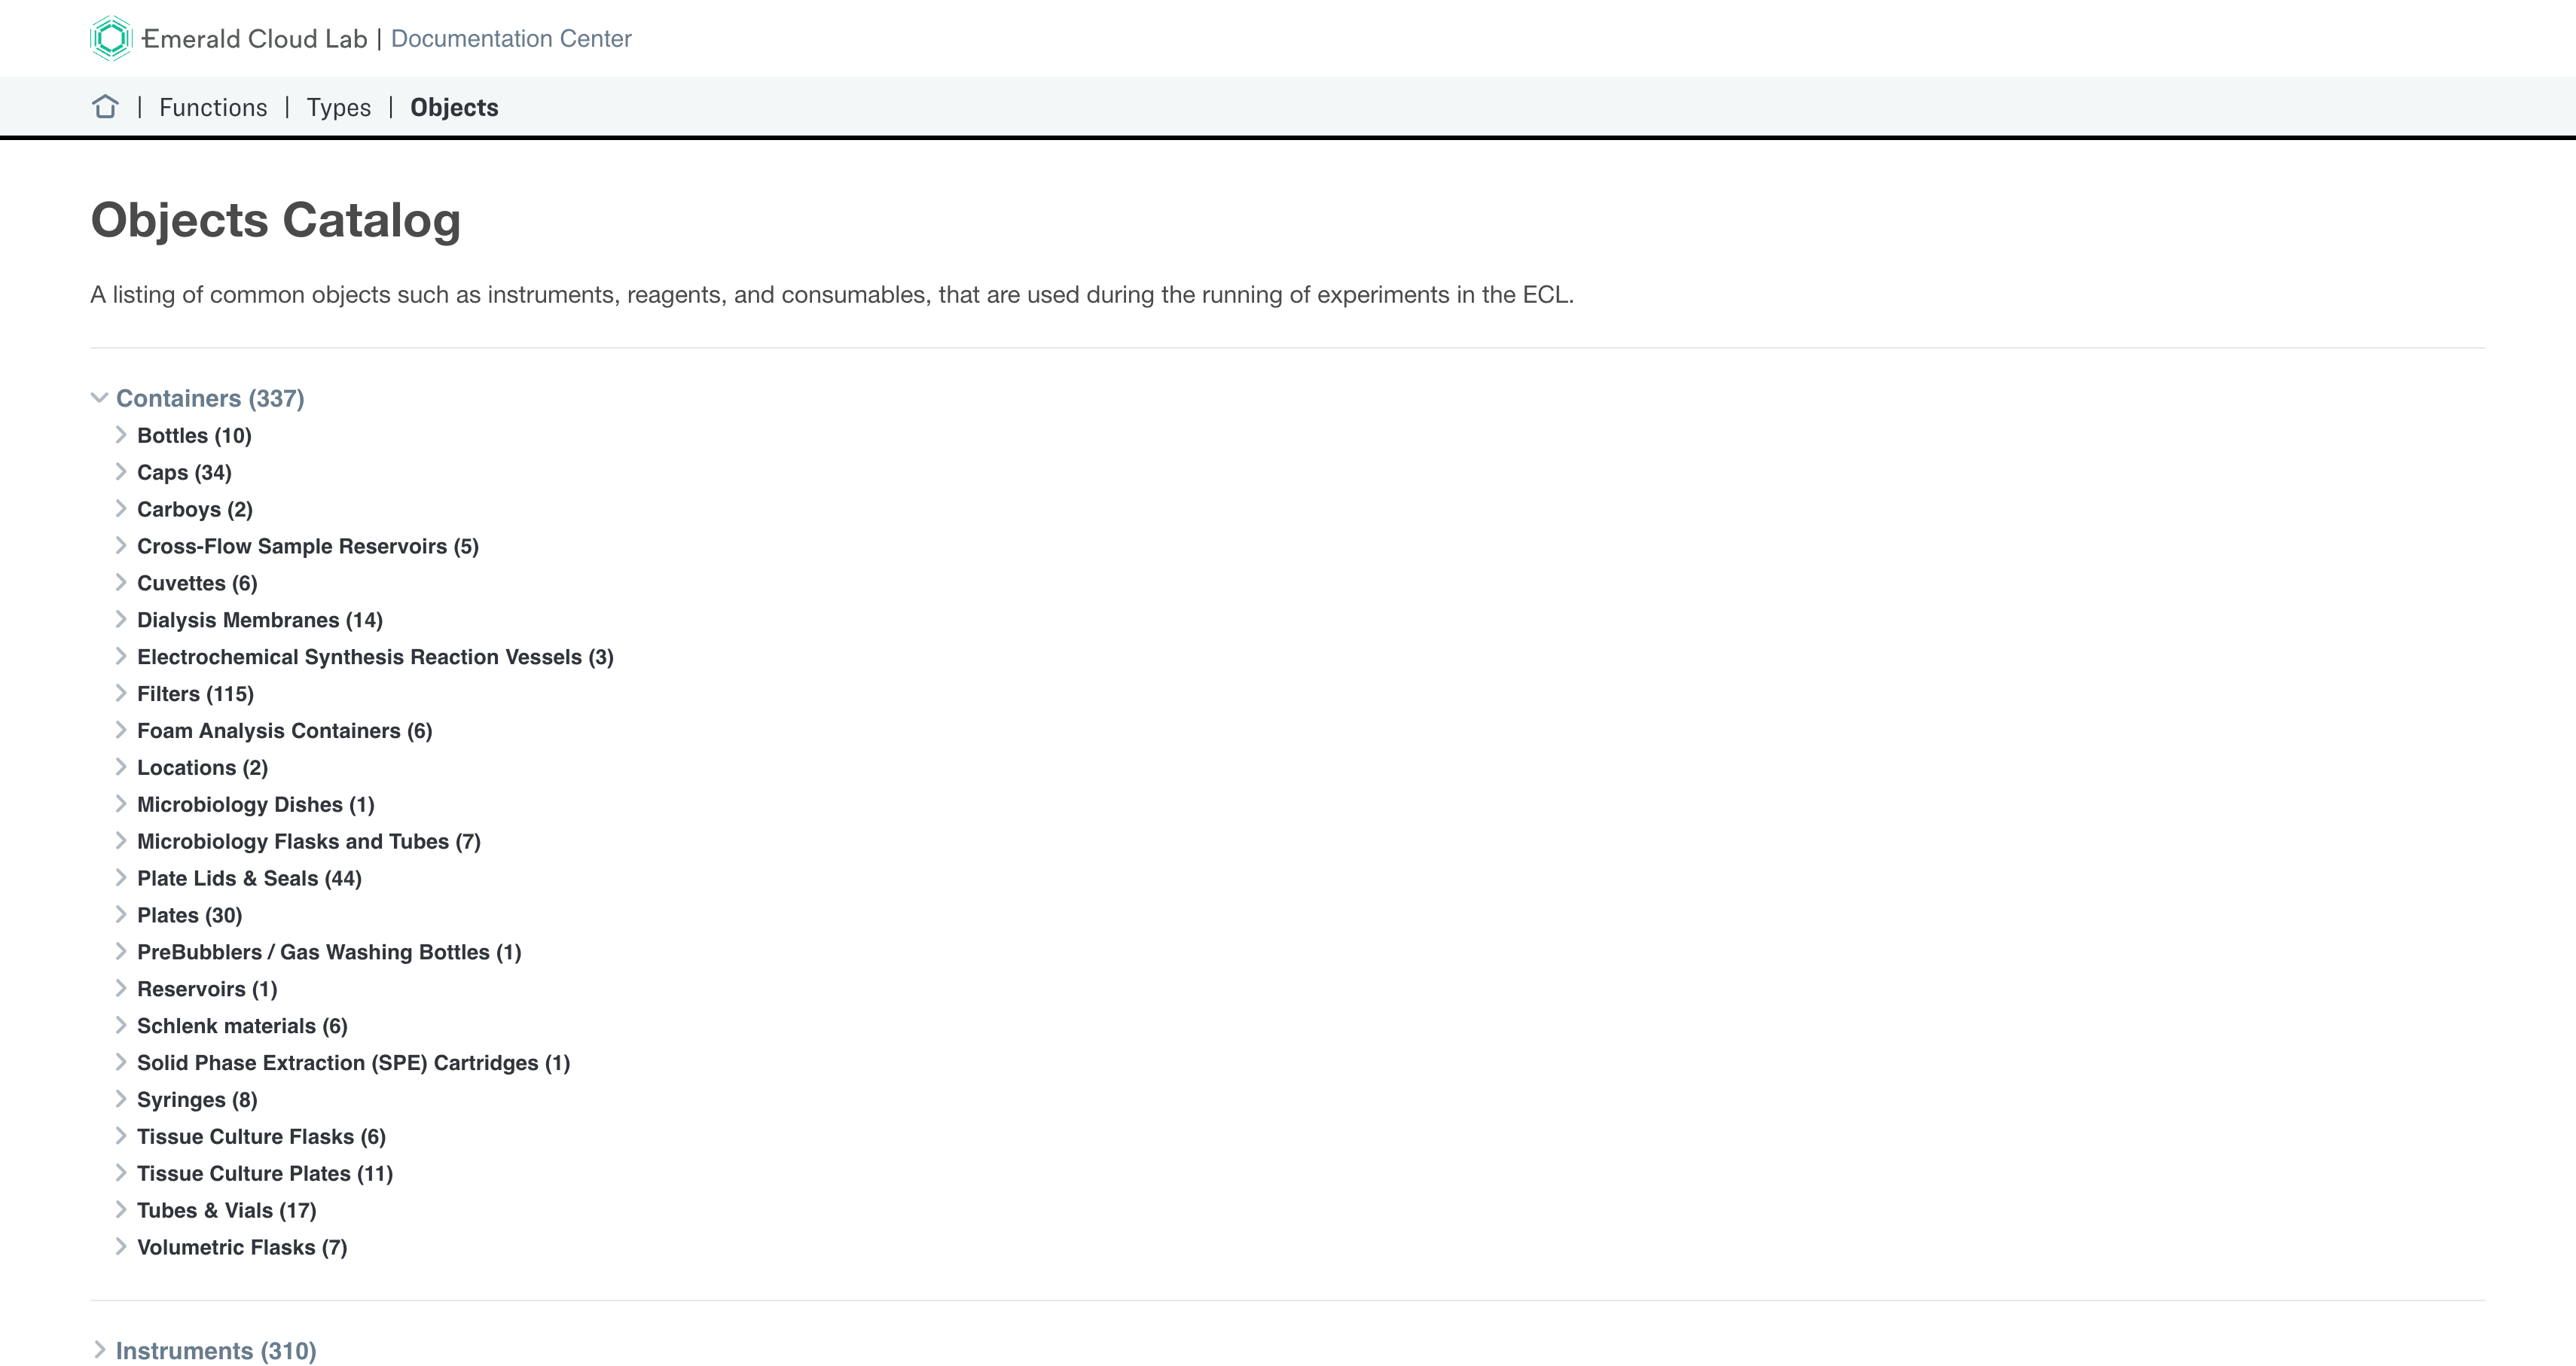 Emerald Cloud Lab | Documentation Center
| Functions | Types | Objects
Objects Catalog
A listing of common objects such as instruments, reagents, and consumables, that are used during the running of experiments in the ECL.
Containers (337)
Bottles (10)
Caps (34)
Carboys (2)
Cross-Flow Sample Reservoirs (5)
Cuvettes (6)
Dialysis Membranes (14)
Electrochemical Synthesis Reaction Vessels (3)
Filters (115)
Foam Analysis Containers (6)
Locations (2)
Microbiology Dishes (1)
Microbiology Flasks and Tubes (7)
Plate Lids & Seals (44)
Plates (30)
PreBubblers / Gas Washing Bottles (1)
Reservoirs (1)
Schlenk materials (6)
Solid Phase Extraction (SPE) Cartridges (1)
Syringes (8)
Tissue Culture Flasks (6)
Tissue Culture Plates (11)
Tubes & Vials (17)
Volumetric Flasks (7)
Instruments (310)